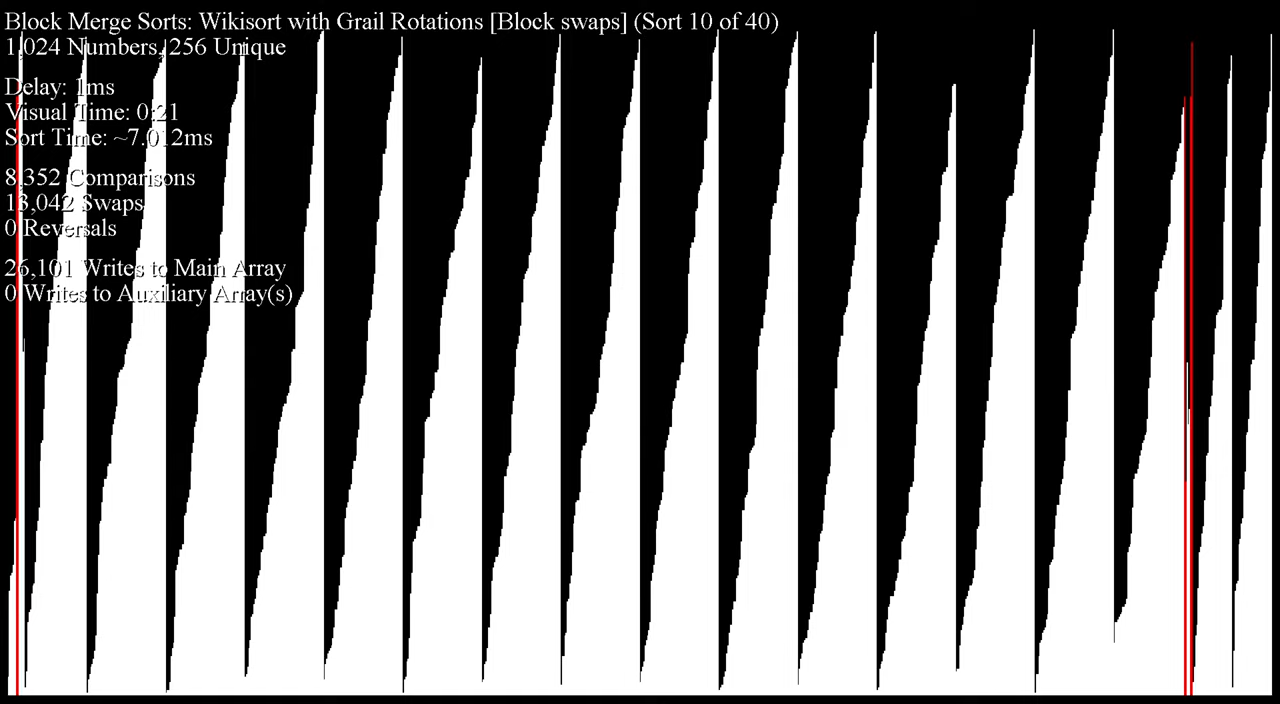 Block Merge Sorts: Wikisort with Grail Rotations [Block swaps] (Sort 10 of 40)
1,024 Numbers, 256 Unique
Delay: 1ms
Visual Time: 0:21
Sort Time: ~7.012ms
8,352 Comparisons
13,042 Swaps
0 Reversals
26,101 Writes to Main Array
0 Writes to Auxiliary Array(s)